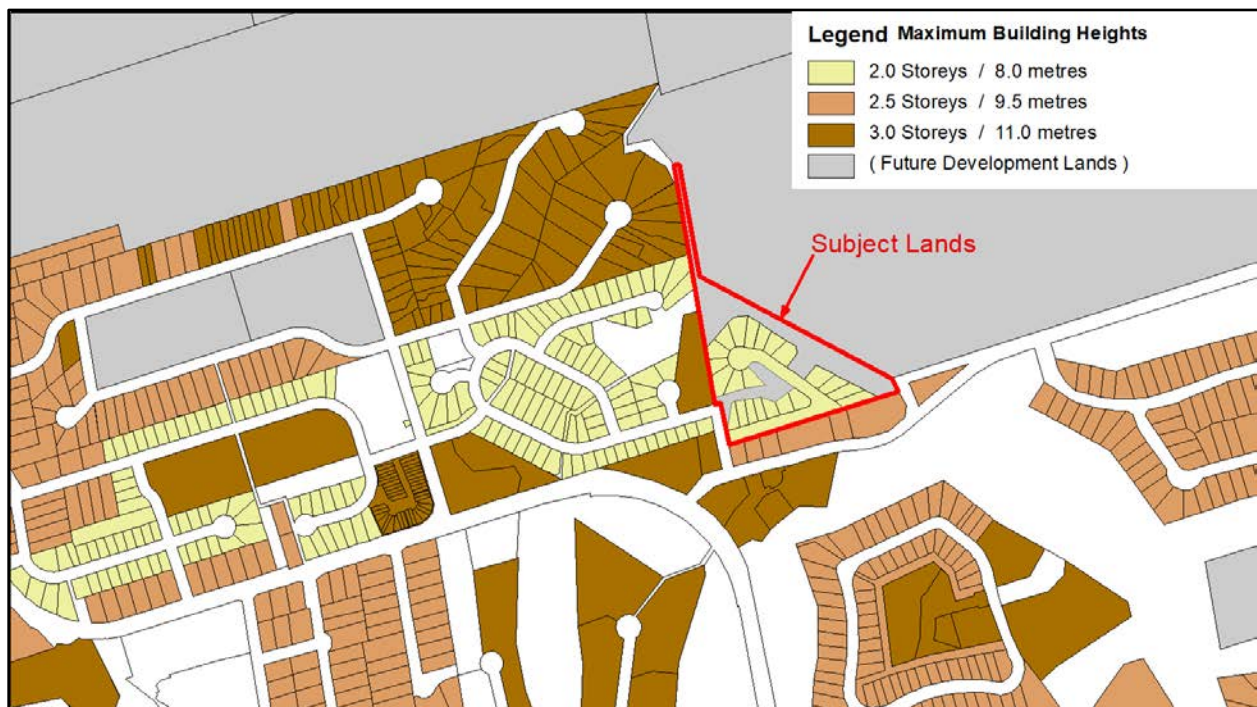 Legend Maximum Building Heights
2.0 Storeys / 8.0 metres
2.5 Storeys / 9.5 metres
3.0 Storeys / 11.0 metres
( Future Development Lands )
Subject Lands